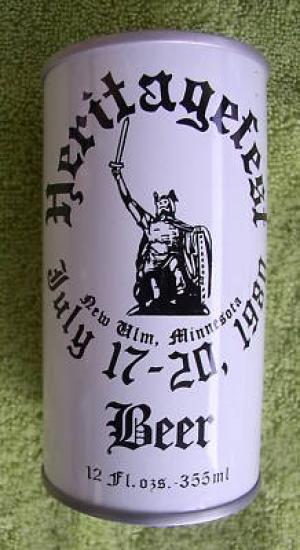 Heritagefest
New Ulm, Minnesota
July 17-20, 1980
Beer
12 Fl. ozs.-355ml